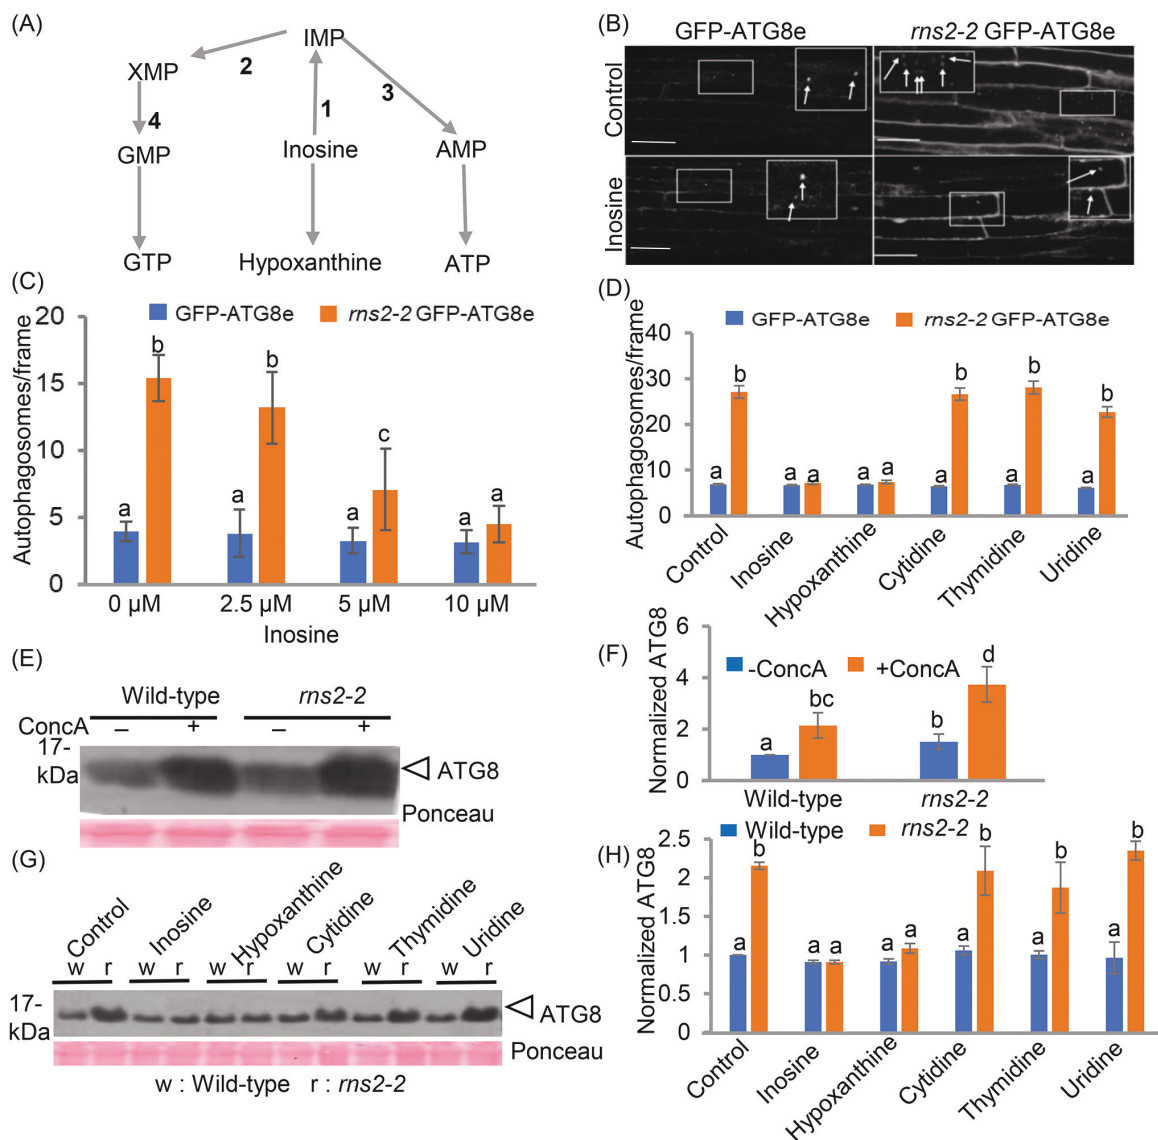 (A)
IMP
XMP
2
3
1
4
GMP
Inosine
AMP
GTP
Hypoxanthine
ATP
(B)
GFP-ATG8e
rns2-2 GFP-ATG8e
Control
Inosine
(C)
GFP-ATG8e
rns2-2 GFP-ATG8e
Autophagosomes/frame
20
15
10
5
0
a
b
a
b
a
c
a
a
0 µM
2.5 µM
5 µM
10 µM
Inosine
(D)
GFP-ATG8e
rns2-2 GFP-ATG8e
Autophagosomes/frame
40
30
20
10
0
a
b
a
a
a
a
a
b
a
b
a
b
Control
Inosine
Hypoxanthine
Cytidine
Thymidine
Uridine
(E)
Wild-type
rns2-2
ConcA
–
+
–
+
17-
kDa
ATG8
Ponceau
(F)
Normalized ATG8
6
4
2
0
-ConcA
+ConcA
a
bc
b
d
Wild-type
rns2-2
(G)
Control
Inosine
Hypoxanthine
Cytidine
Thymidine
Uridine
w r w r w r w r w r w r
17-
kDa
ATG8
Ponceau
w : Wild-type r : rns2-2
(H)
Wild-type
rns2-2
Normalized ATG8
2.5
2
1.5
1
0.5
0
a
b
a
a
a
a
a
b
a
b
a
b
Control
Inosine
Hypoxanthine
Cytidine
Thymidine
Uridine